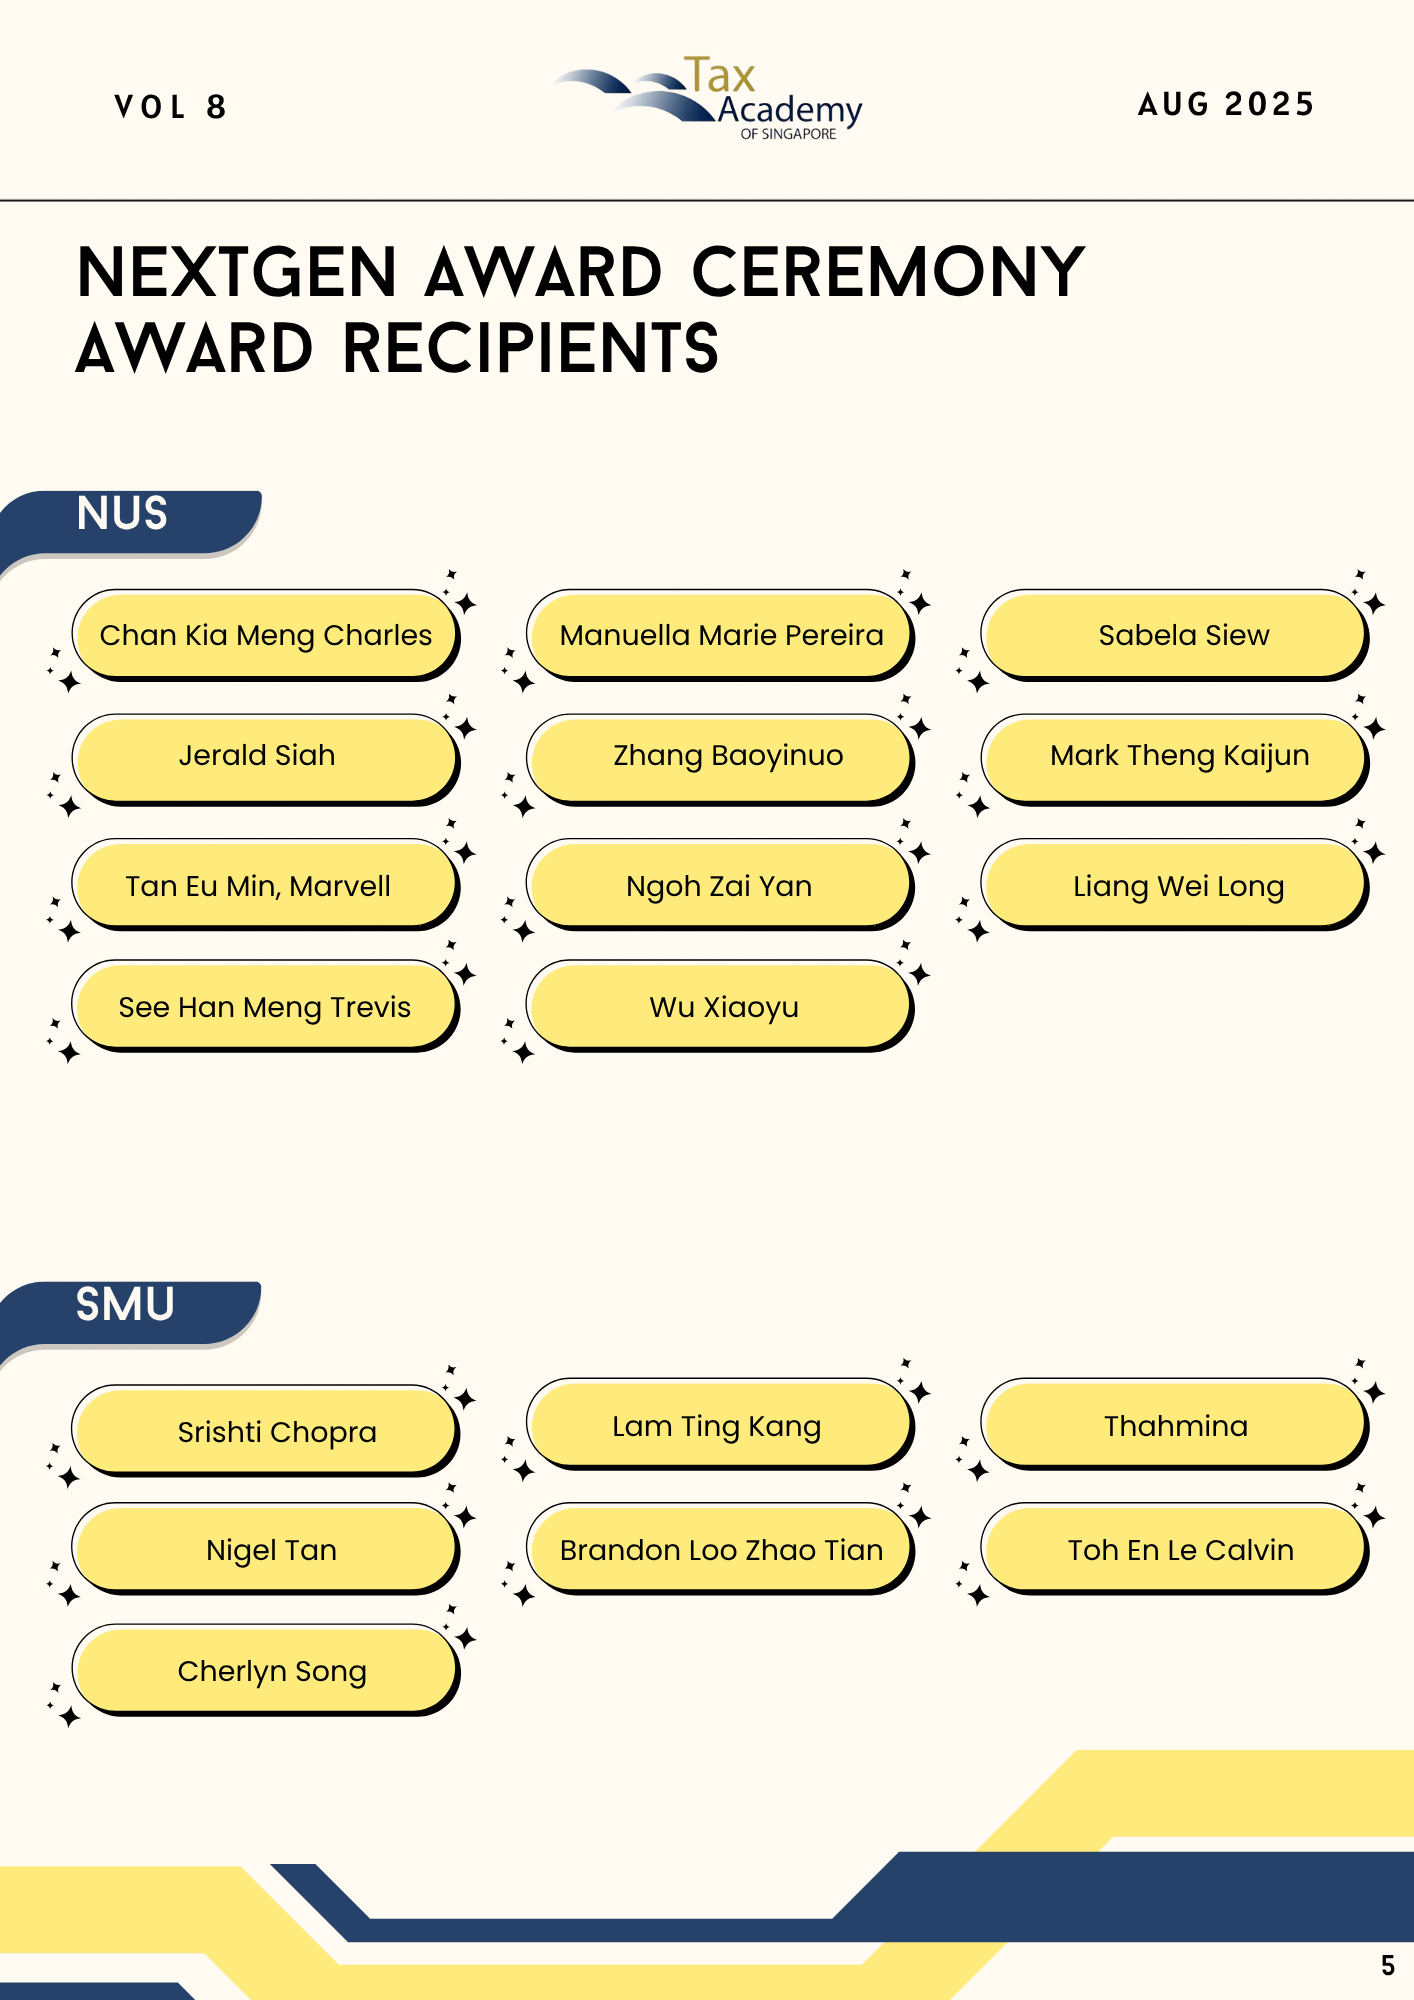 VOL 8
Tax
Academy
OF SINGAPORE
AUG 2025
NEXTGEN AWARD CEREMONY
AWARD RECIPIENTS
NUS
Chan Kia Meng Charles
Manuella Marie Pereira
Sabela Siew
Jerald Siah
Zhang Baoyinuo
Mark Theng Kaijun
Tan Eu Min, Marvell
Ngoh Zai Yan
Liang Wei Long
See Han Meng Trevis
Wu Xiaoyu
SMU
Srishti Chopra
Lam Ting Kang
Thahmina
Nigel Tan
Brandon Loo Zhao Tian
Toh En Le Calvin
Cherlyn Song
5